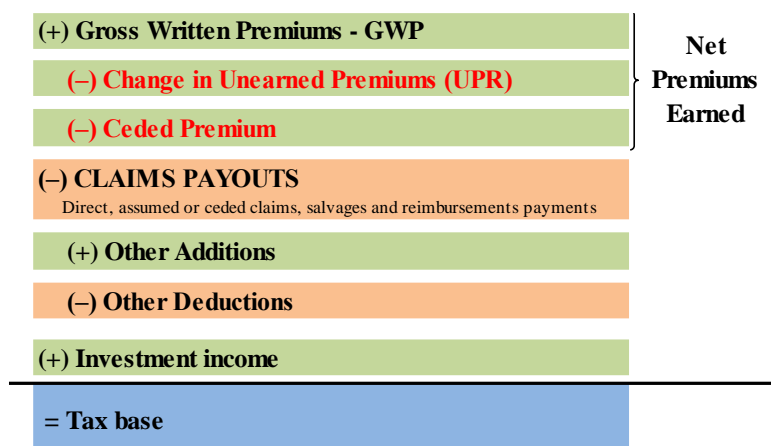 (+) Gross Written Premiums - GWP
(–) Change in Unearned Premiums (UPR)
(–) Ceded Premium
Net
Premiums
Earned
(–) CLAIMS PAYOUTS
Direct, assumed or ceded claims, salvages and reimbursements payments
(+) Other Additions
(–) Other Deductions
(+) Investment income
= Tax base